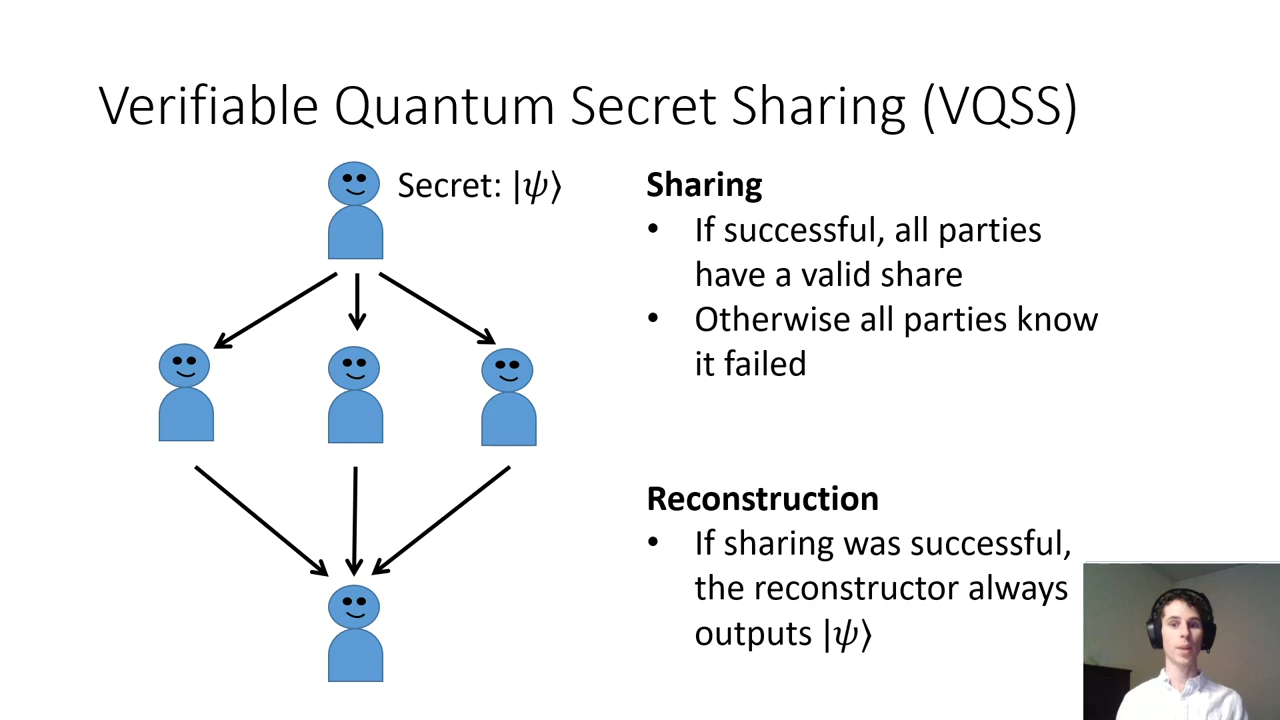 Verifiable Quantum Secret Sharing (VQSS)
Secret: |ψ⟩
Sharing
• If successful, all parties
have a valid share
• Otherwise all parties know
it failed
Reconstruction
• If sharing was successful,
the reconstructor always
outputs |ψ⟩